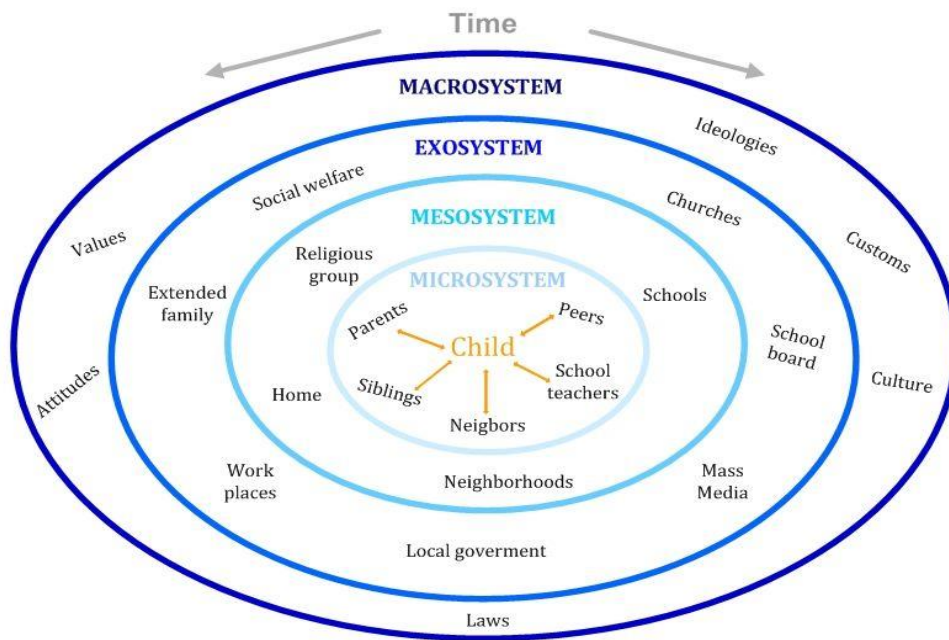 Time
MACROSYSTEM
Ideologies
EXOSYSTEM
Social welfare
Churches
MESOSYSTEM
Values
Customs
Religious
group
MICROSYSTEM
Extended
family
Schools
Parents
Peers
Child
School
board
Attitudes
Siblings
School
teachers
Culture
Home
Neigbors
Work
places
Neighborhoods
Mass
Media
Local goverment
Laws